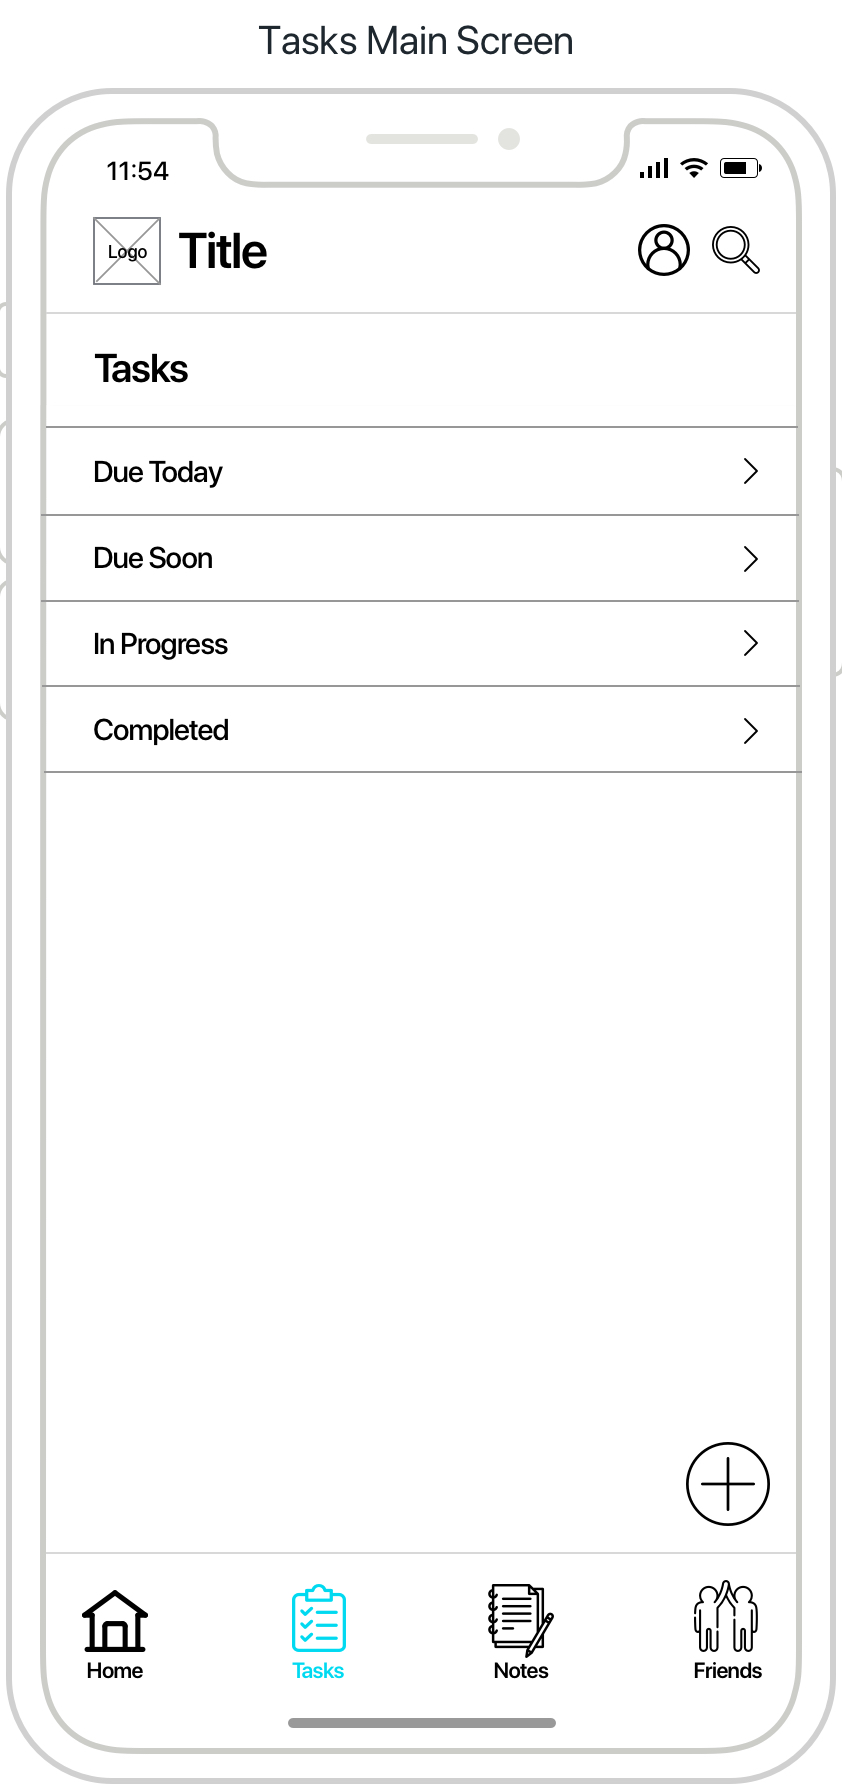 Tasks Main Screen
11:54
Logo Title
Tasks
Due Today
Due Soon
In Progress
Completed
Home Tasks Notes Friends